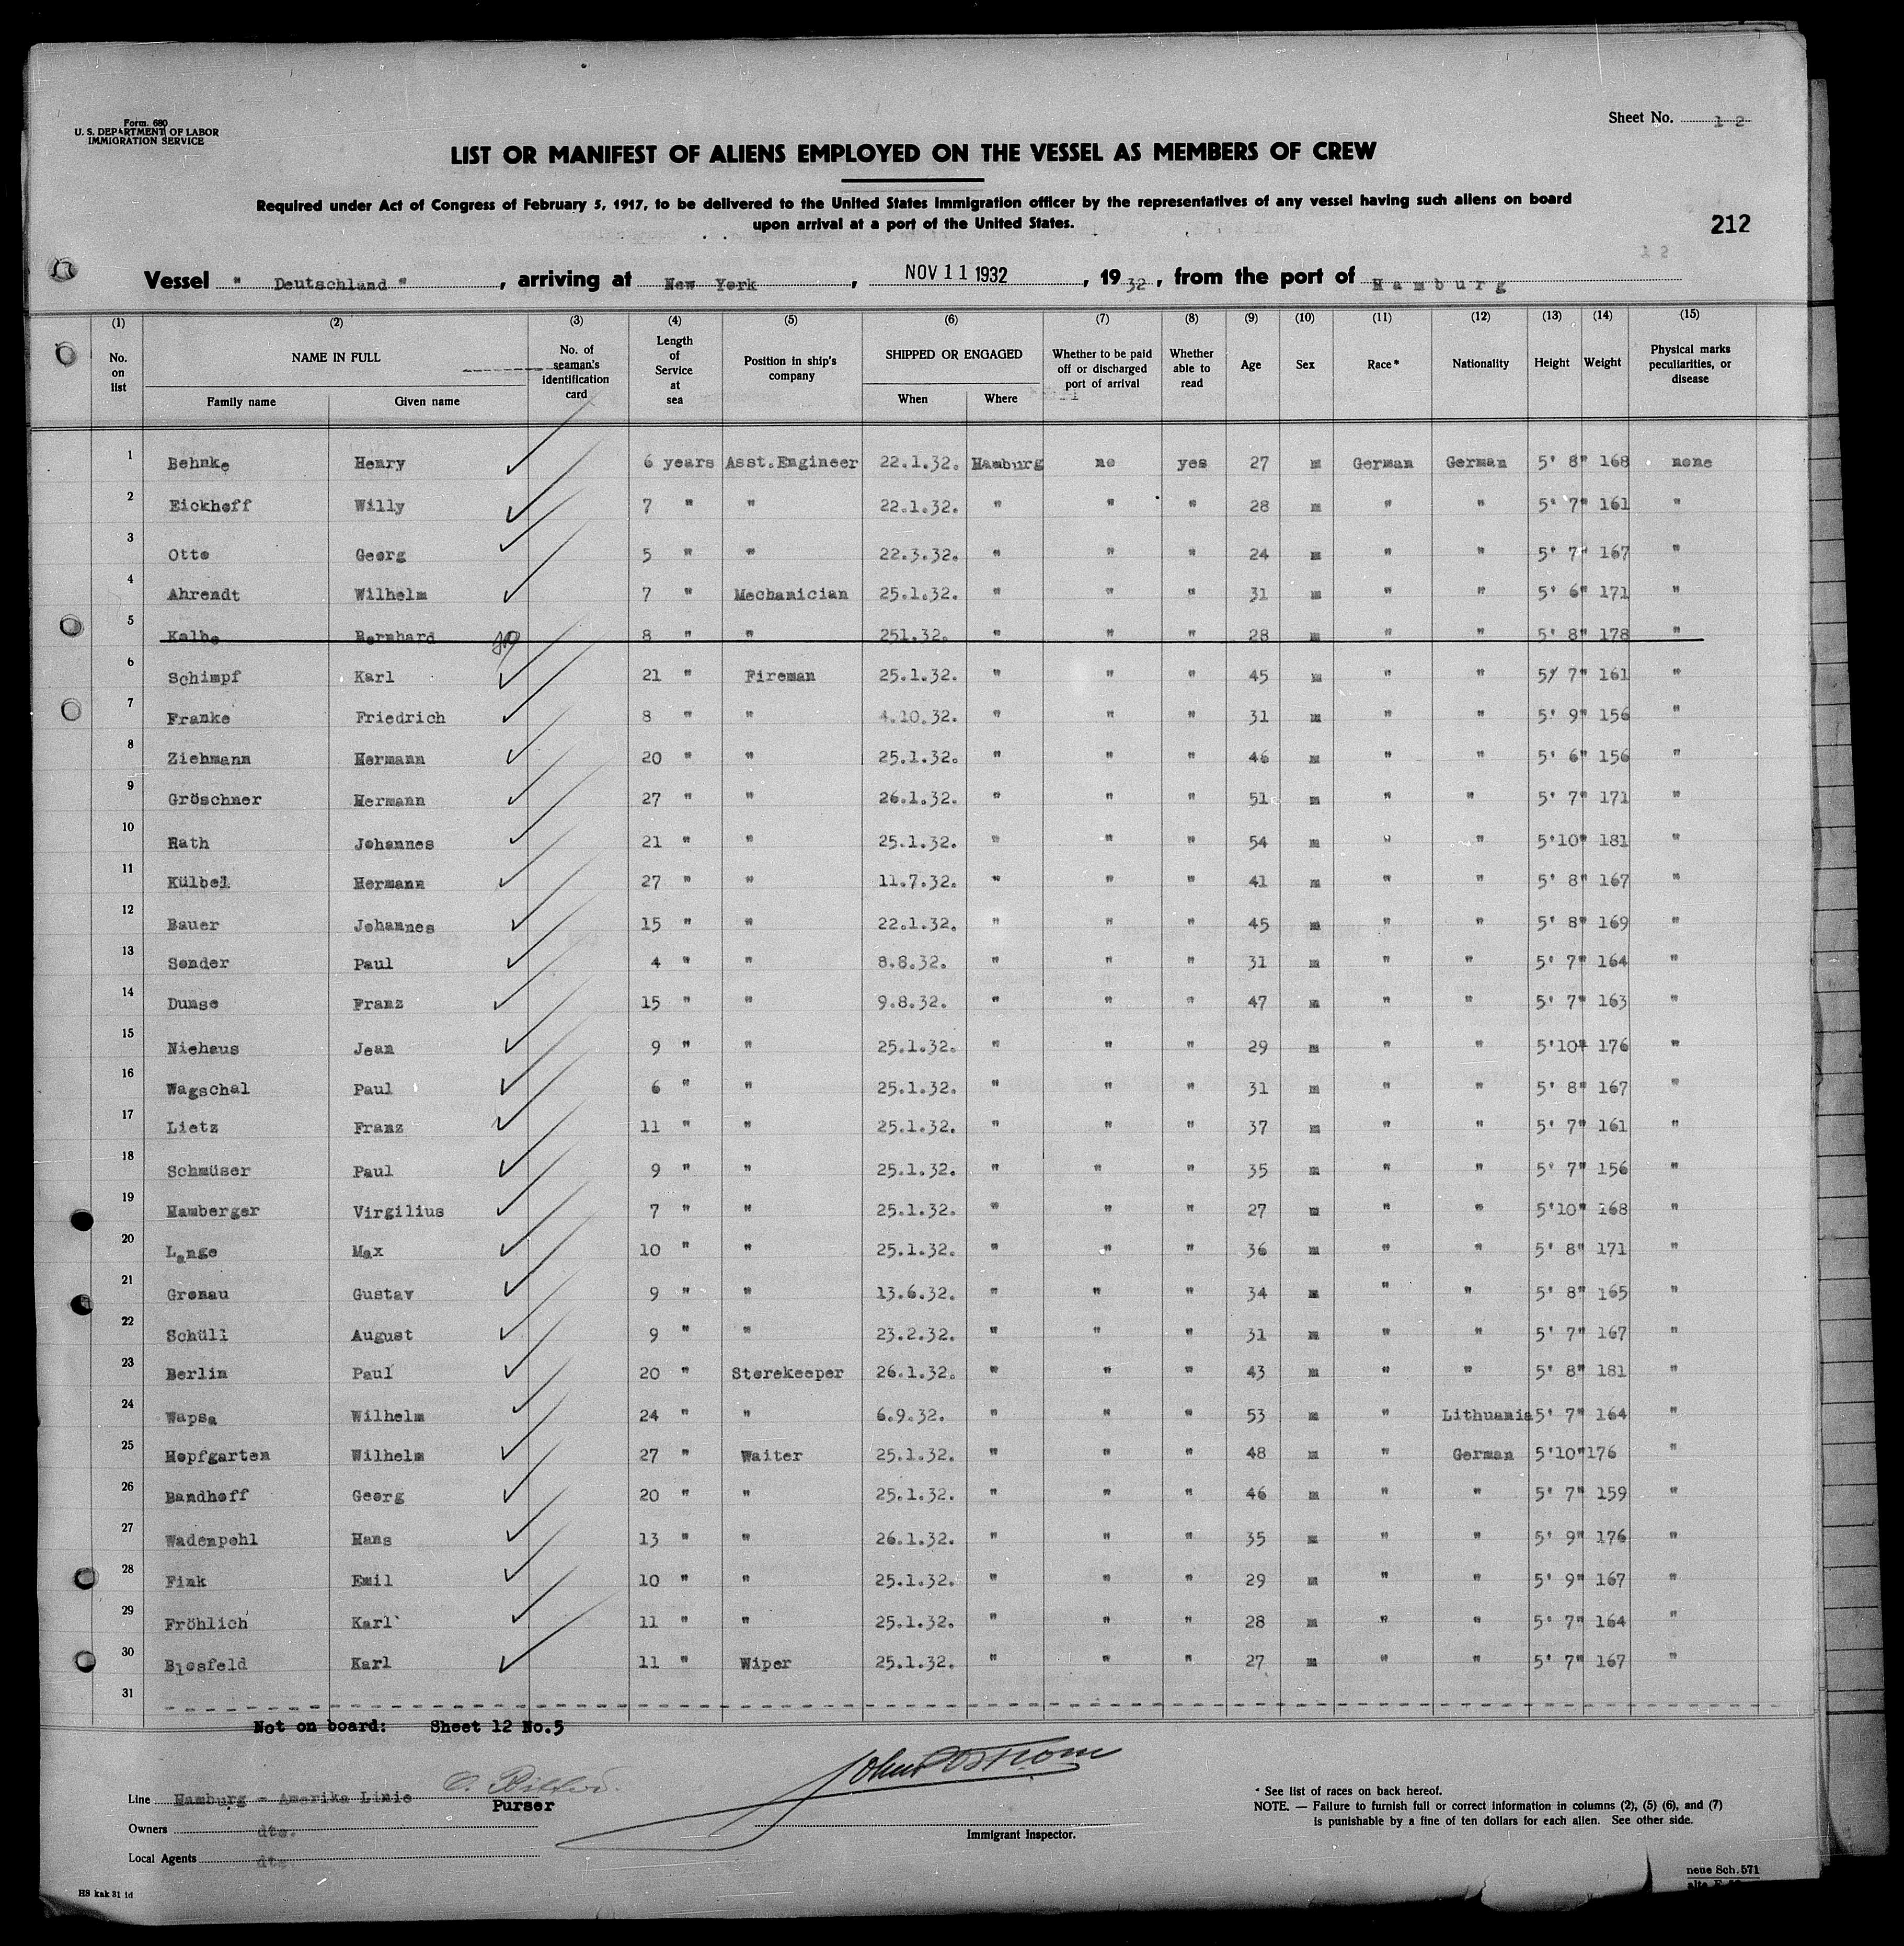 Form. 680
U. S. DEPARTMENT OF LABOR
IMMIGRATION SERVICE
Sheet No. 12
LIST OR MANIFEST OF ALIENS EMPLOYED ON THE VESSEL AS MEMBERS OF CREW
Required under Act of Congress of February 5, 1917, to be delivered to the United States Immigration officer by the representatives of any vessel having such aliens on board
upon arrival at a port of the United States.
212
12
Vessel " Deutschland ", arriving at New York, NOV 11 1932, 1932, from the port of Hamburg
(1) (2) (3) (4) (5) (6) (7) (8) (9) (10) (11) (12) (13) (14) (15)
No. on list NAME IN FULL Family name Given name No. of seaman's identification card Length of Service at sea Position in ship's company SHIPPED OR ENGAGED When Where Whether to be paid off or discharged port of arrival Whether able to read Age Sex Race* Nationality Height Weight Physical marks peculiarities, or disease
1 Behnke Henry 6 years Asst.Engineer 22.1.32. Hamburg no yes 27 m German German 5' 8" 168 none
2 Eickhoff Willy 7 " " 22.1.32. " " " 28 m " " 5' 7" 161 "
3 Otto Georg 5 " " 22.3.32. " " " 24 m " " 5' 7" 167 "
4 Ahrendt Wilhelm 7 " Mechanician 25.1.32. " " " 31 m " " 5' 6" 171 "
5 Kalbe Bernhard 8 " " 251.32. " " " 28 m " " 5' 8" 178 "
6 Schimpf Karl 21 " Fireman 25.1.32. " " " 45 m " " 5/ 7" 161 "
7 Franke Friedrich 8 " " 4.10.32. " " " 31 m " " 5' 9" 156 "
8 Ziehmann Hermann 20 " " 25.1.32. " " " 46 m " " 5' 6" 156 "
9 Gröschner Hermann 27 " " 26.1.32. " " " 51 m " " 5' 7" 171 "
10 Rath Johannes 21 " " 25.1.32. " " " 54 m " " 5'10" 181 "
11 Külbel Hermann 27 " " 11.7.32. " " " 41 m " " 5' 8" 167 "
12 Bauer Johannes 15 " " 22.1.32. " " " 45 m " " 5' 8" 169 "
13 Sonder Paul 4 " " 8.8.32. " " " 31 m " " 5' 7" 164 "
14 Dumse Franz 15 " " 9.8.32. " " " 47 m " " 5' 7" 163 "
15 Niehaus Jean 9 " " 25.1.32. " " " 29 m " " 5'10" 176 "
16 Wagschal Paul 6 " " 25.1.32. " " " 31 m " " 5' 8" 167 "
17 Lietz Franz 11 " " 25.1.32. " " " 37 m " " 5' 7" 161 "
18 Schmüser Paul 9 " " 25.1.32. " " " 35 m " " 5' 7" 156 "
19 Hamberger Virgilius 7 " " 25.1.32. " " " 27 m " " 5'10" 168 "
20 Lange Max 10 " " 25.1.32. " " " 36 m " " 5' 8" 171 "
21 Gronau Gustav 9 " " 13.6.32. " " " 34 m " " 5' 8" 165 "
22 Schüll August 9 " " 23.2.32. " " " 31 m " " 5' 7" 167 "
23 Berlin Paul 20 " Storekeeper 26.1.32. " " " 43 m " " 5' 8" 181 "
24 Wapsa Wilhelm 24 " " 6.9.32. " " " 53 m " Lithuania 5' 7" 164 "
25 Hopfgarten Wilhelm 27 " Waiter 25.1.32. " " " 48 m " German 5'10" 176 "
26 Bandhoff Georg 20 " " 25.1.32. " " " 46 m " " 5' 7" 159 "
27 Wadenpohl Hans 13 " " 26.1.32. " " " 35 m " " 5' 9" 176 "
28 Fink Emil 10 " " 25.1.32. " " " 29 m " " 5' 9" 167 "
29 Fröhlich Karl 11 " " 25.1.32. " " " 28 m " " 5' 7" 164 "
30 Blesfeld Karl 11 " Wiper 25.1.32. " " " 27 m " " 5' 7" 167 "
31
Not on board: Sheet 12 No.5
Line Hamburg - Amerika Linie
Purser
Owners dto.
Local Agents dto.
Immigrant Inspector.
* See list of races on back hereof.
NOTE. — Failure to furnish full or correct information in columns (2), (5) (6), and (7)
is punishable by a fine of ten dollars for each alien. See other side.
neue Sch. 571
HS kak 31 1d